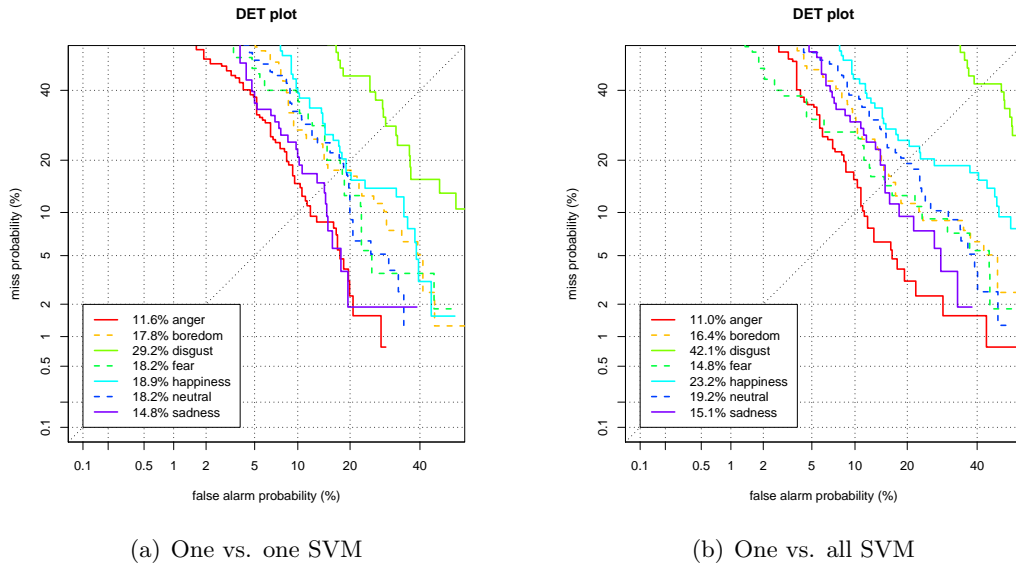 DET plot
miss probability (%)
40
20
10
5
2
1
0.5
0.1
11.6% anger
17.8% boredom
29.2% disgust
18.2% fear
18.9% happiness
18.2% neutral
14.8% sadness
0.1 0.5 1 2 5 10 20 40
false alarm probability (%)
(a) One vs. one SVM
DET plot
miss probability (%)
40
20
10
5
2
1
0.5
0.1
11.0% anger
16.4% boredom
42.1% disgust
14.8% fear
23.2% happiness
19.2% neutral
15.1% sadness
0.1 0.5 1 2 5 10 20 40
false alarm probability (%)
(b) One vs. all SVM